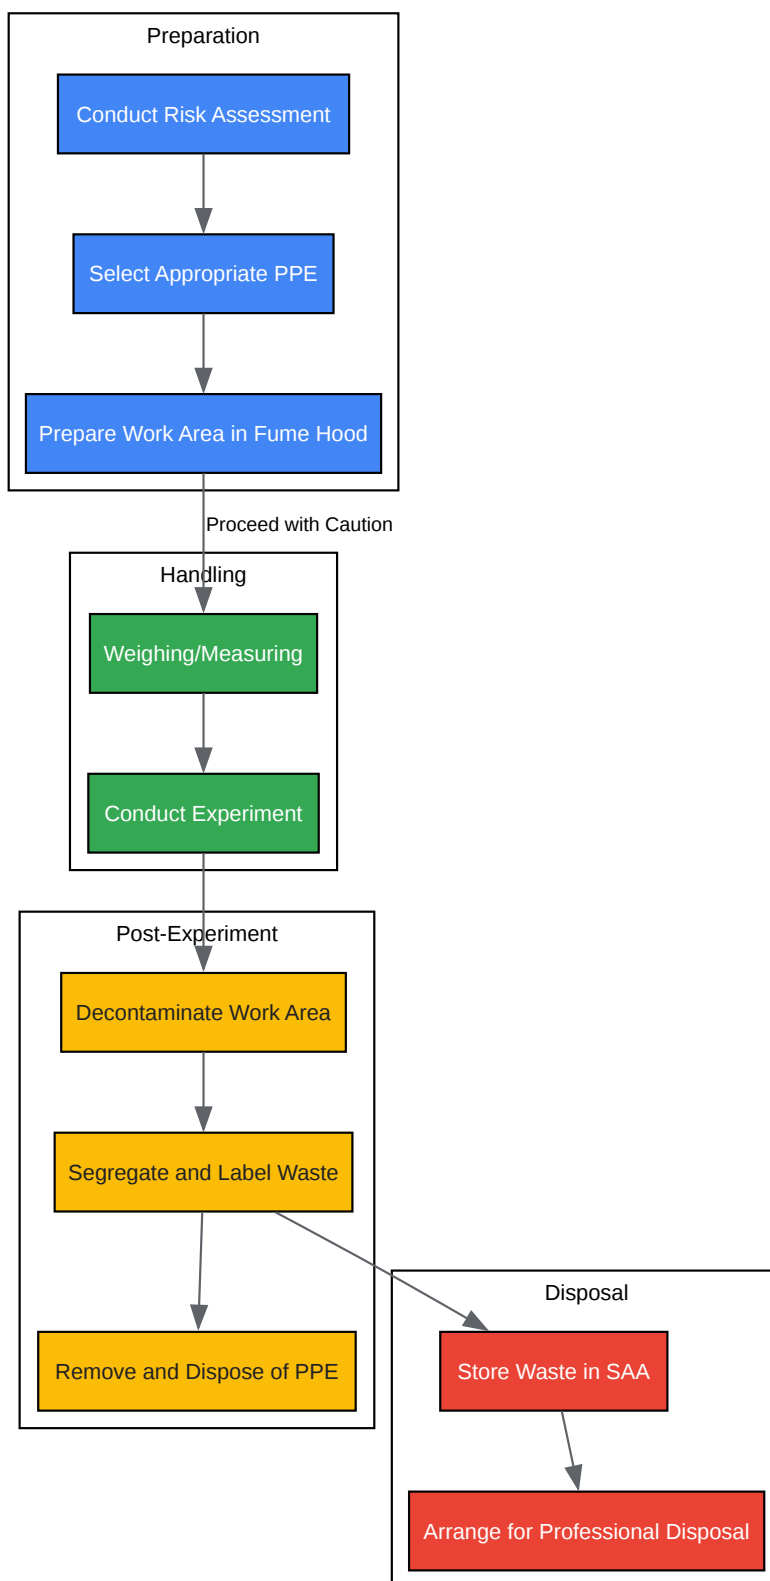 Preparation
Conduct Risk Assessment
Select Appropriate PPE
Prepare Work Area in Fume Hood
Proceed with Caution
Handling
Weighing/Measuring
Conduct Experiment
Post-Experiment
Decontaminate Work Area
Segregate and Label Waste
Disposal
Remove and Dispose of PPE
Store Waste in SAA
Arrange for Professional Disposal